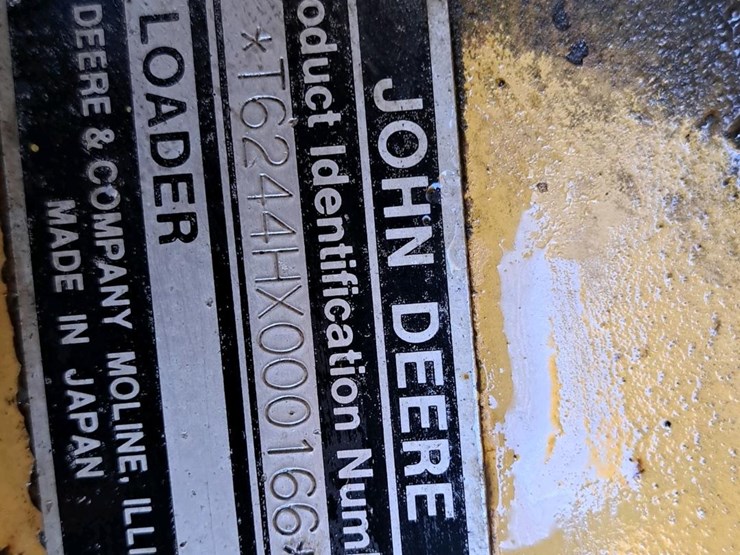 JOHN DEERE
oduct Identification Num
*T6244HX000166*
LOADER
DEERE & COMPANY MOLINE, ILLI
MADE IN JAPAN